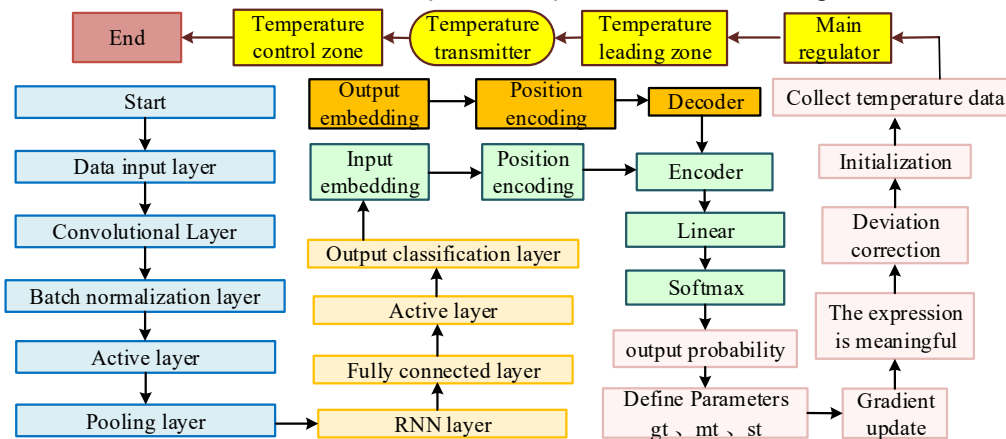 End
Temperature
control zone
Temperature
transmitter
Temperature
leading zone
Main
regulator
Start
Data input layer
Convolutional Layer
Batch normalization layer
Active layer
Pooling layer
Output
embedding
Position
encoding
Decoder
Input
embedding
Position
encoding
Encoder
Output classification layer
Active layer
Fully connected layer
RNN layer
Linear
Softmax
output probability
Define Parameters
gt 、mt、st
Collect temperature data
Initialization
Deviation
correction
The expression
is meaningful
Gradient
update